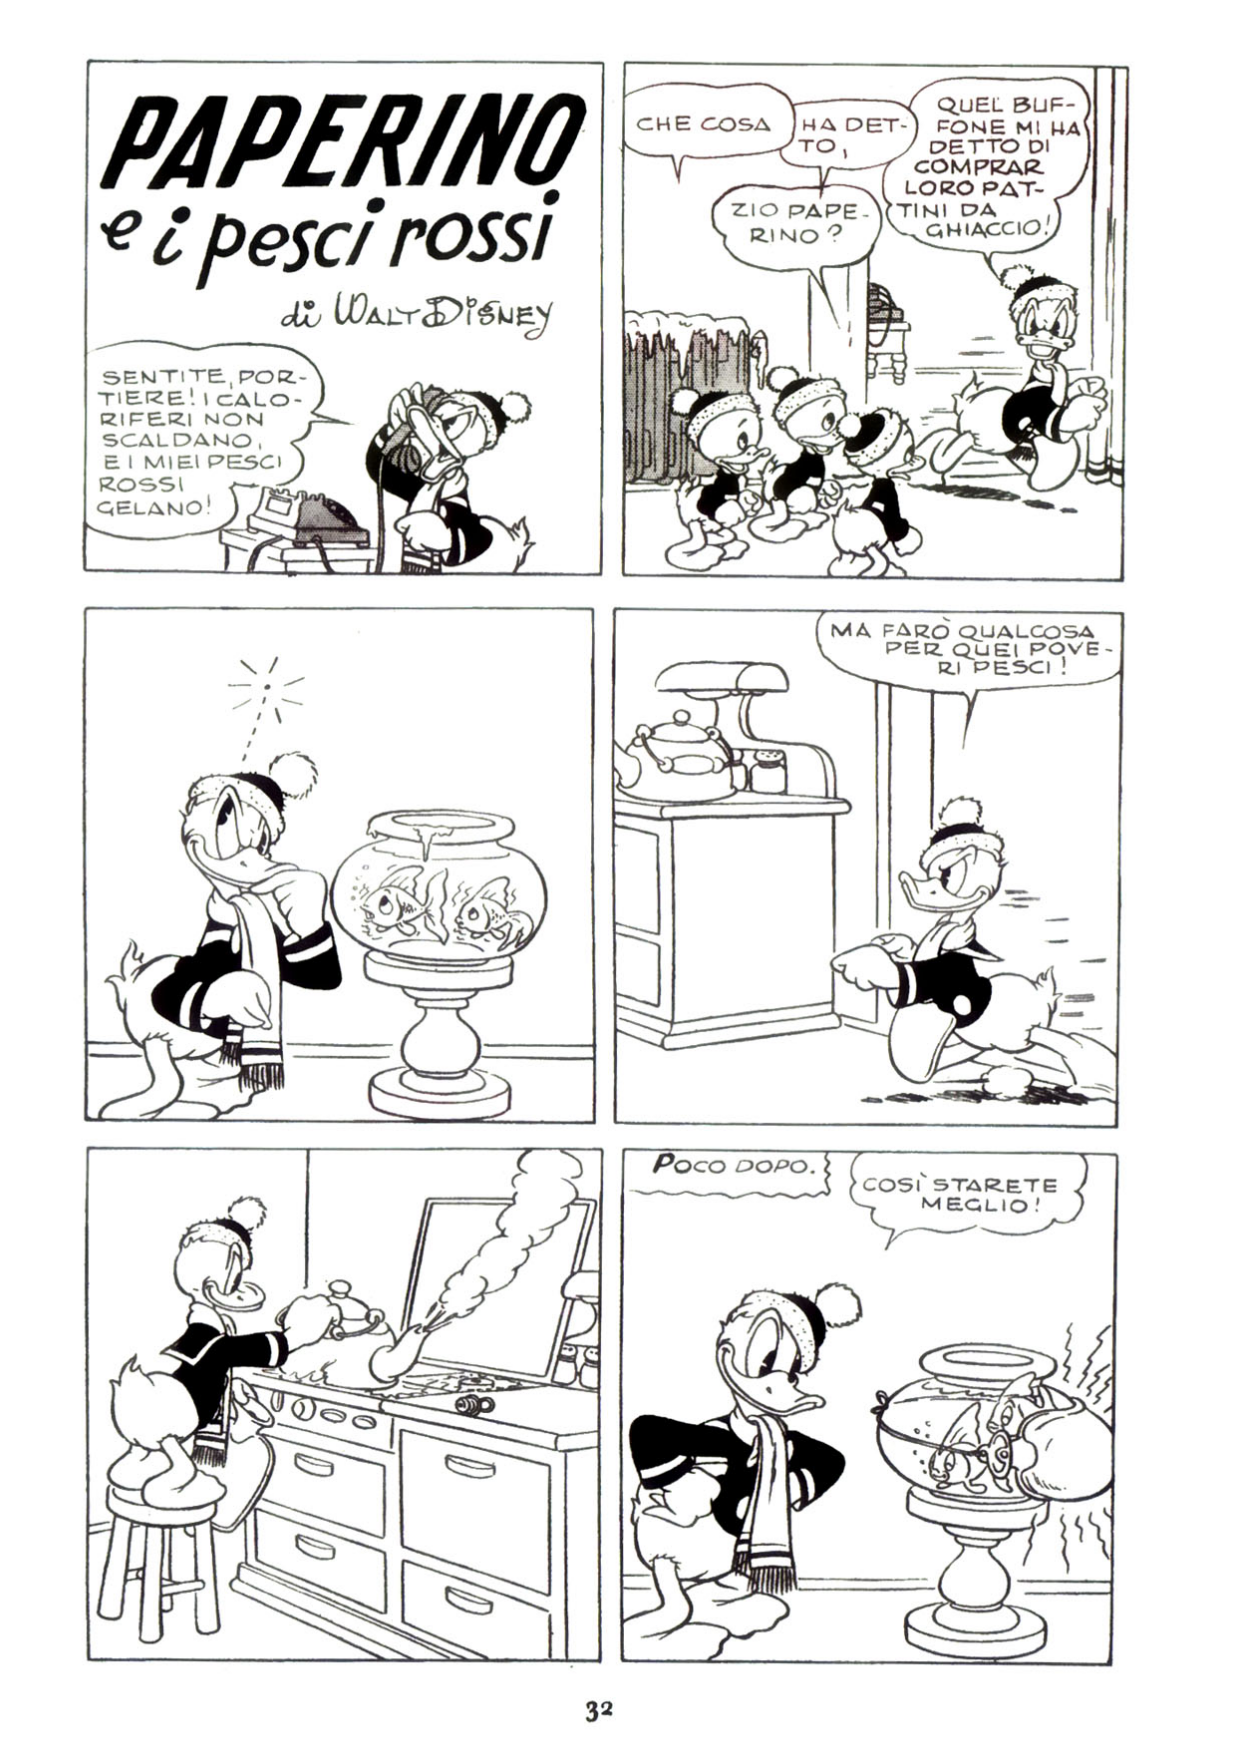 PAPERINO
e i pesci rossi
di WALT DISNEY
SENTITE, POR-
TIERE! I CALO-
RIFERI NON
SCALDANO,
E I MIEI PESCI
ROSSI
GELANO!
CHE COSA
HA DET-
TO,
ZIO PAPE-
RINO?
QUEL BUF-
FONE MI HA
DETTO DI
COMPRAR
LORO PAT-
TINI DA
GHIACCIO!
MA FARÒ QUALCOSA
PER QUEI POVE-
RI PESCI!
POCO DOPO.
COSÌ STARETE
MEGLIO!
32